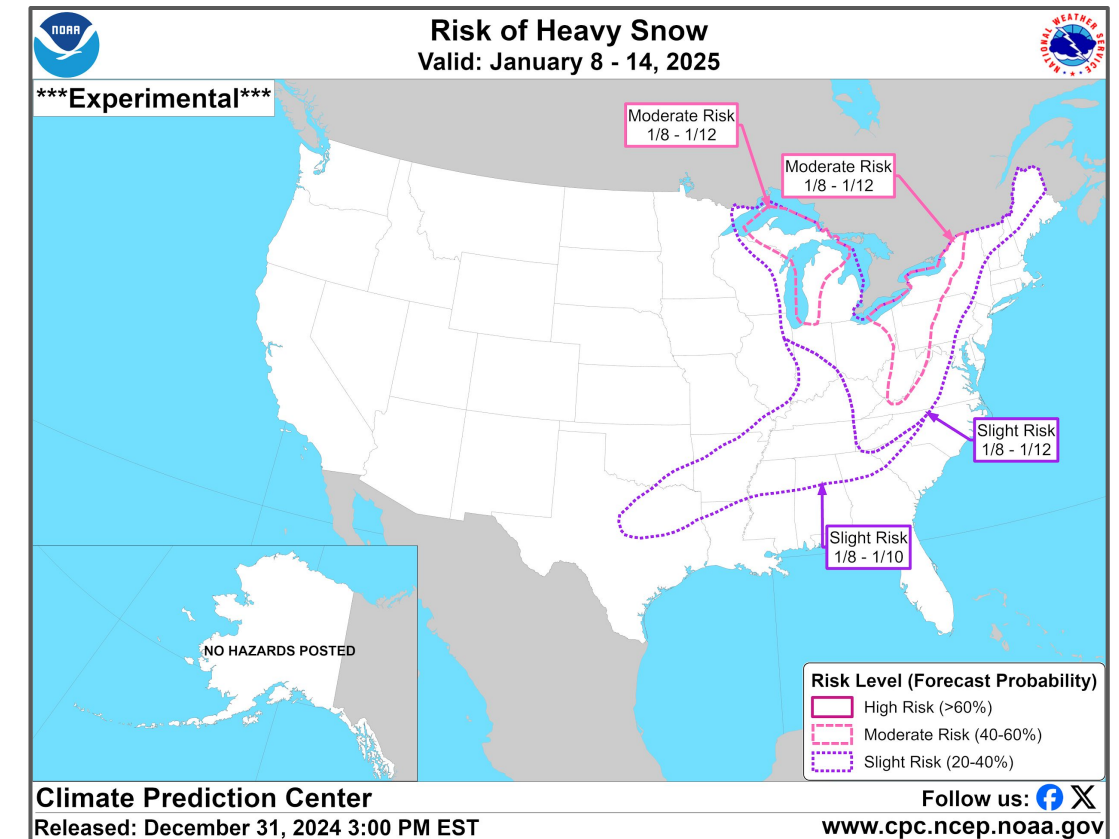 NOAA
Risk of Heavy Snow
Valid: January 8 - 14, 2025
NATIONAL WEATHER SERVICE
***Experimental***
Moderate Risk
1/8 - 1/12
Moderate Risk
1/8 - 1/12
Slight Risk
1/8 - 1/12
Slight Risk
1/8 - 1/10
NO HAZARDS POSTED
Risk Level (Forecast Probability)
High Risk (>60%)
Moderate Risk (40-60%)
Slight Risk (20-40%)
Climate Prediction Center
Follow us:
Released: December 31, 2024 3:00 PM EST
www.cpc.ncep.noaa.gov